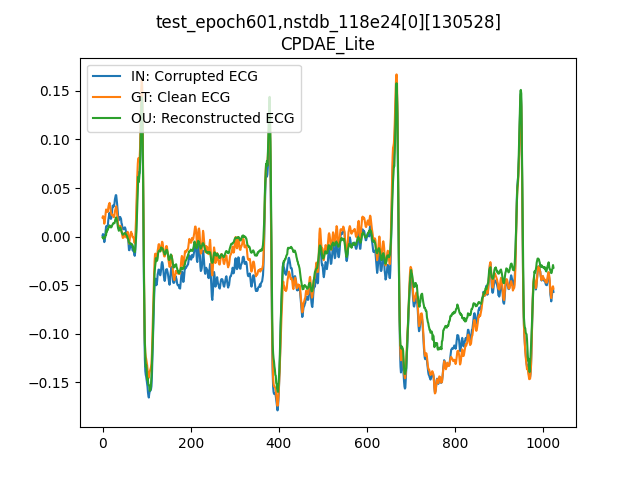 test_epoch601,nstdb_118e24[0][130528]
CPDAE_Lite
IN: Corrupted ECG
GT: Clean ECG
OU: Reconstructed ECG
0.15
0.10
0.05
0.00
−0.05
−0.10
−0.15
0 200 400 600 800 1000